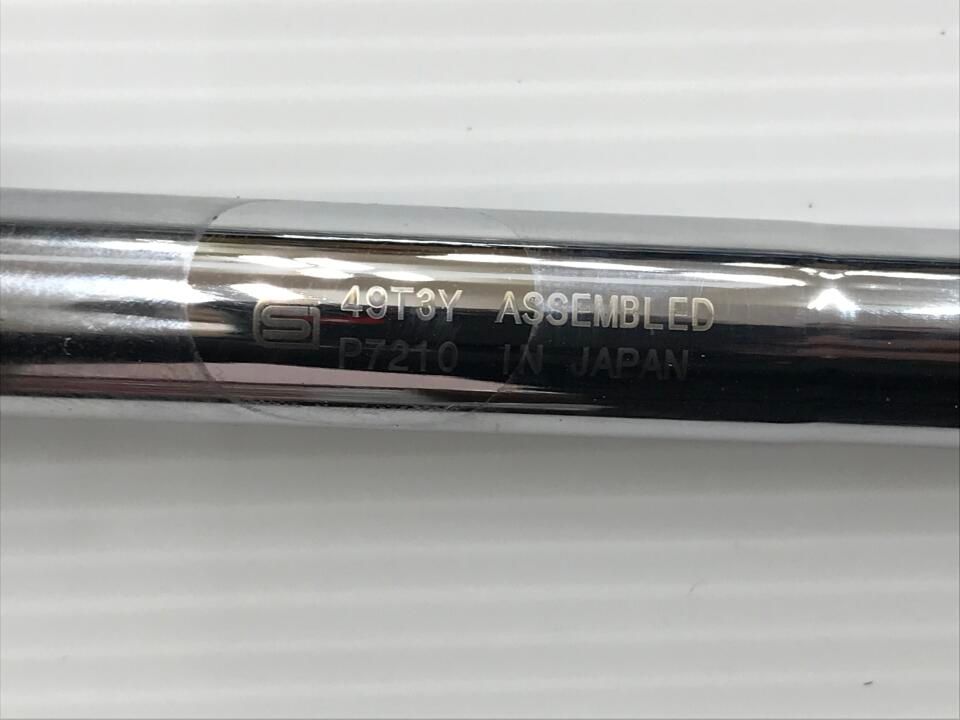 S 49T3Y ASSEMBLED
P7210 IN JAPAN